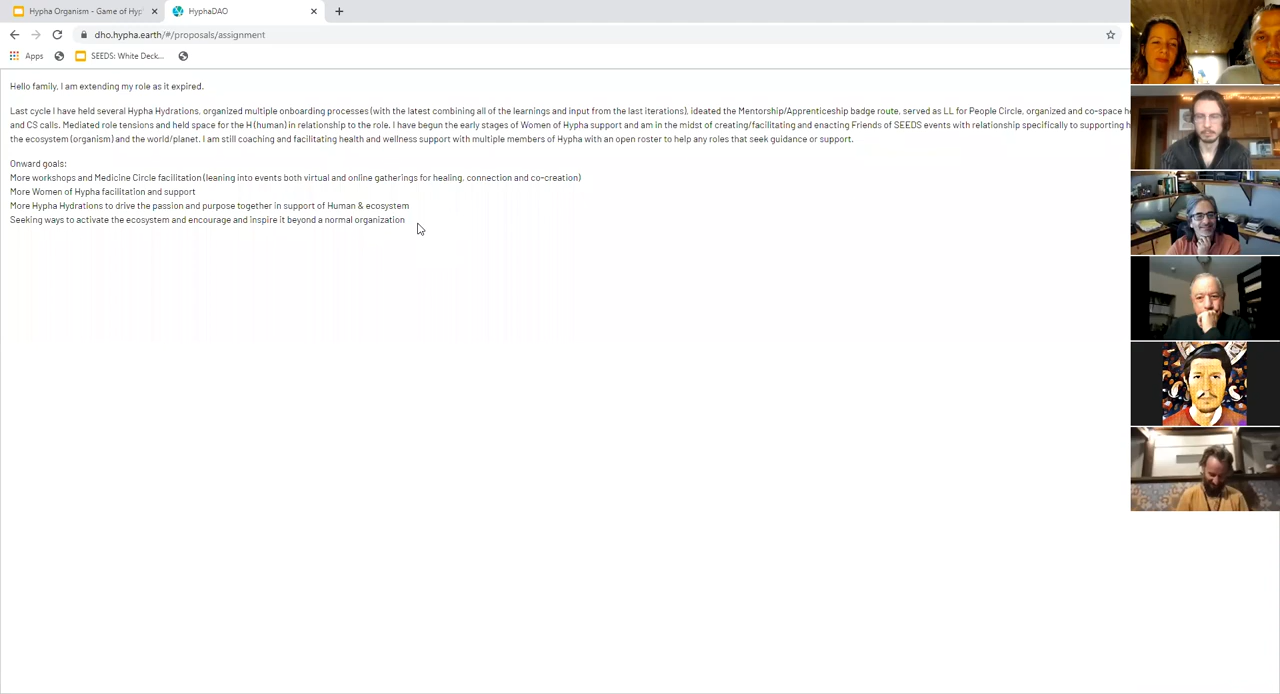 Hypha Organism - Game of Hyp
HyphaDAO
dho.hypha.earth/#/proposals/assignment
Apps
SEEDS: White Deck...
Hello family, I am extending my role as it expired.
Last cycle I have held several Hypha Hydrations, organized multiple onboarding processes (with the latest combining all of the learnings and input from the last iterations), ideated the Mentorship/Apprenticeship badge route, served as LL for People Circle, organized and co-space he
and CS calls. Mediated role tensions and held space for the H (human) in relationship to the role. I have begun the early stages of Women of Hypha support and am in the midst of creating/facilitating and enacting Friends of SEEDS events with relationship specifically to supporting h
the ecosystem (organism) and the world/planet. I am still coaching and facilitating health and wellness support with multiple members of Hypha with an open roster to help any roles that seek guidance or support.
Onward goals:
More workshops and Medicine Circle facilitation (leaning into events both virtual and online gatherings for healing, connection and co-creation)
More Women of Hypha facilitation and support
More Hypha Hydrations to drive the passion and purpose together in support of Human & ecosystem
Seeking ways to activate the ecosystem and encourage and inspire it beyond a normal organization